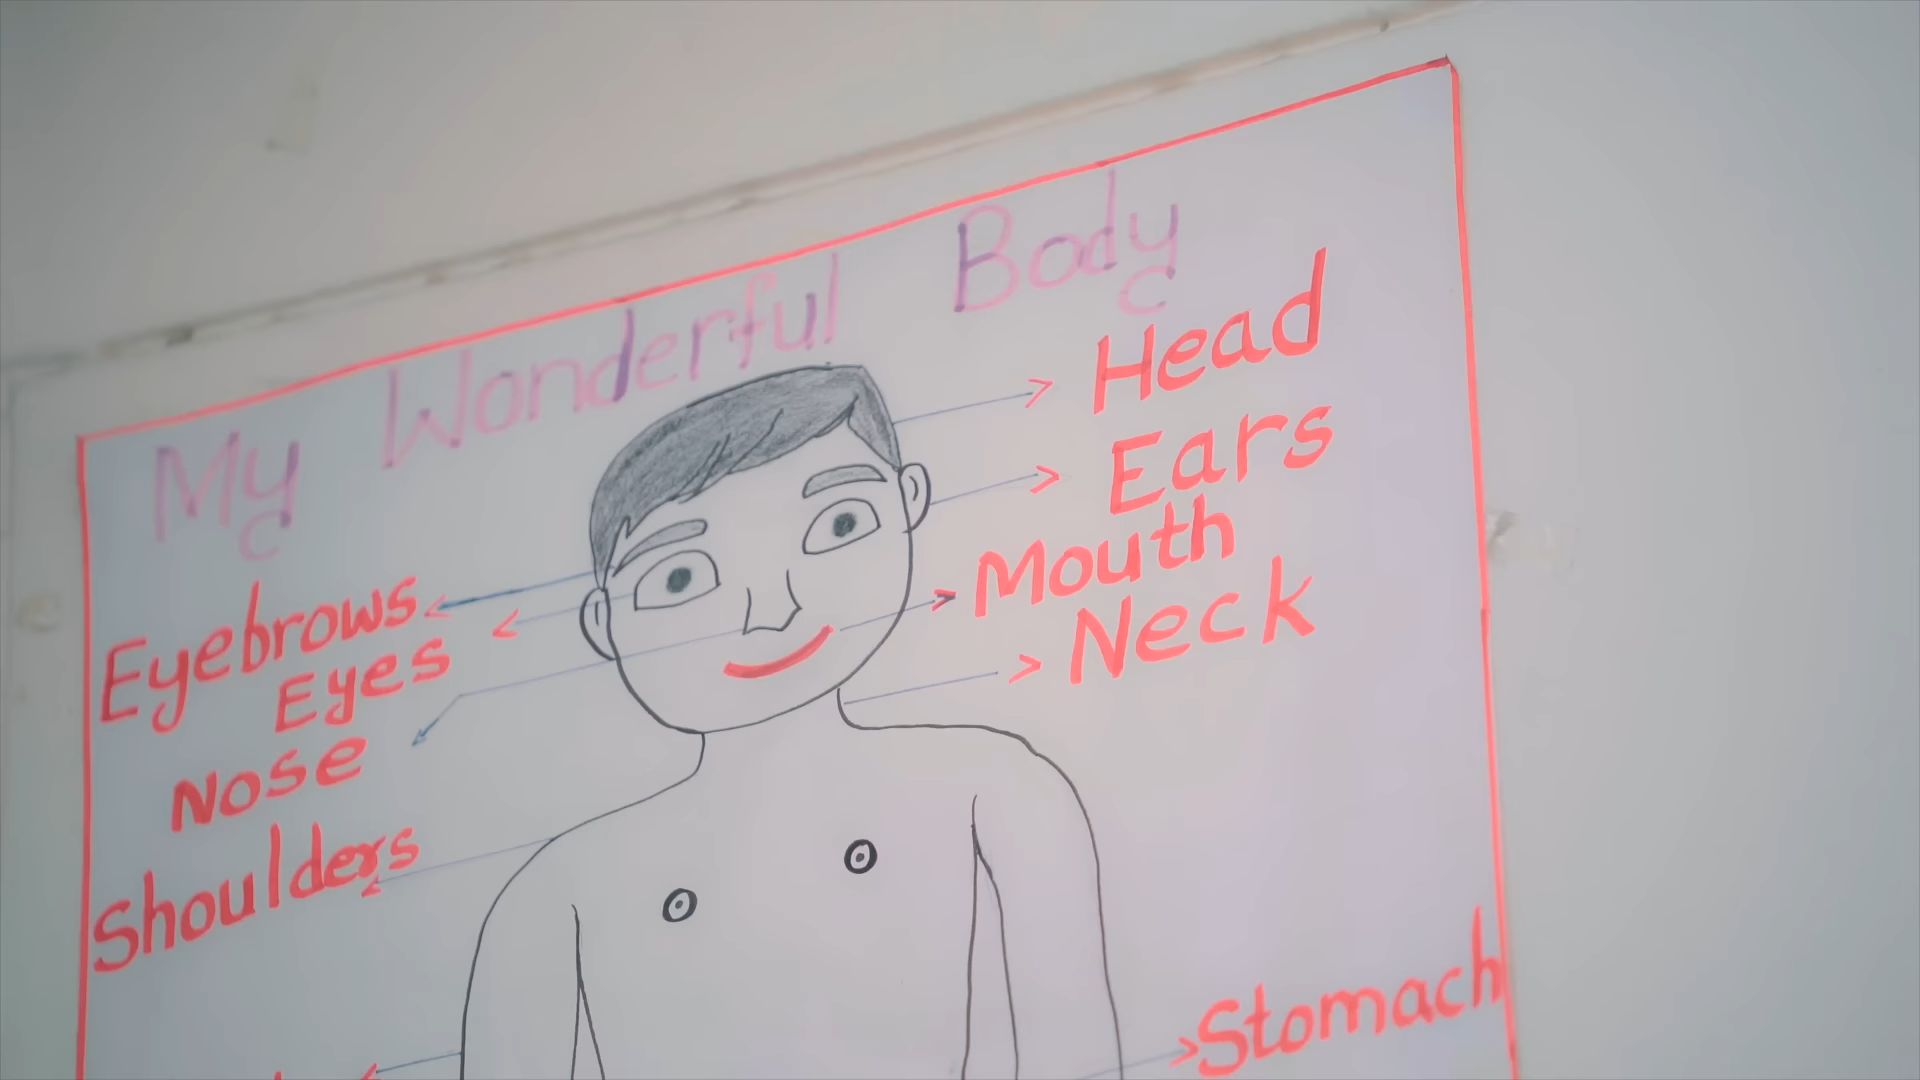 My Wonderful Body
Head
Ears
Mouth
Neck
Eyebrows
Eyes
Nose
Shoulders
Stomach